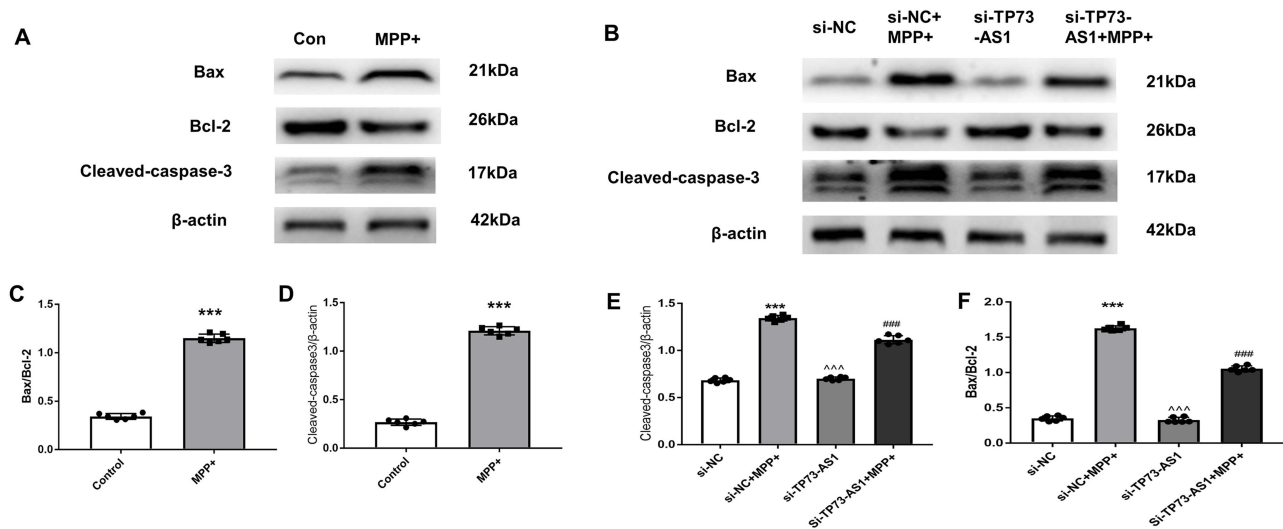 A
Con MPP+
Bax 21kDa
Bcl-2 26kDa
Cleaved-caspase-3 17kDa
β-actin 42kDa
B
si-NC si-NC+ MPP+ si-TP73 -AS1 si-TP73- AS1+MPP+
Bax 21kDa
Bcl-2 26kDa
Cleaved-caspase-3 17kDa
β-actin 42kDa
C
Bax/Bcl-2
1.5
1.0
0.5
0.0
***
Control
MPP+
D
Cleaved-caspase3/β-actin
1.5
1.0
0.5
0.0
***
Control
MPP+
E
Cleaved-caspase3/β-actin
1.5
1.0
0.5
0.0
***
^^^
###
si-NC
si-NC+MPP+
si-TP73-AS1
Si-TP73-AS1+MPP+
F
Bax/Bcl-2
2.0
1.5
1.0
0.5
0.0
***
^^^
###
si-NC
si-NC+MPP+
si-TP73-AS1
Si-TP73-AS1+MPP+